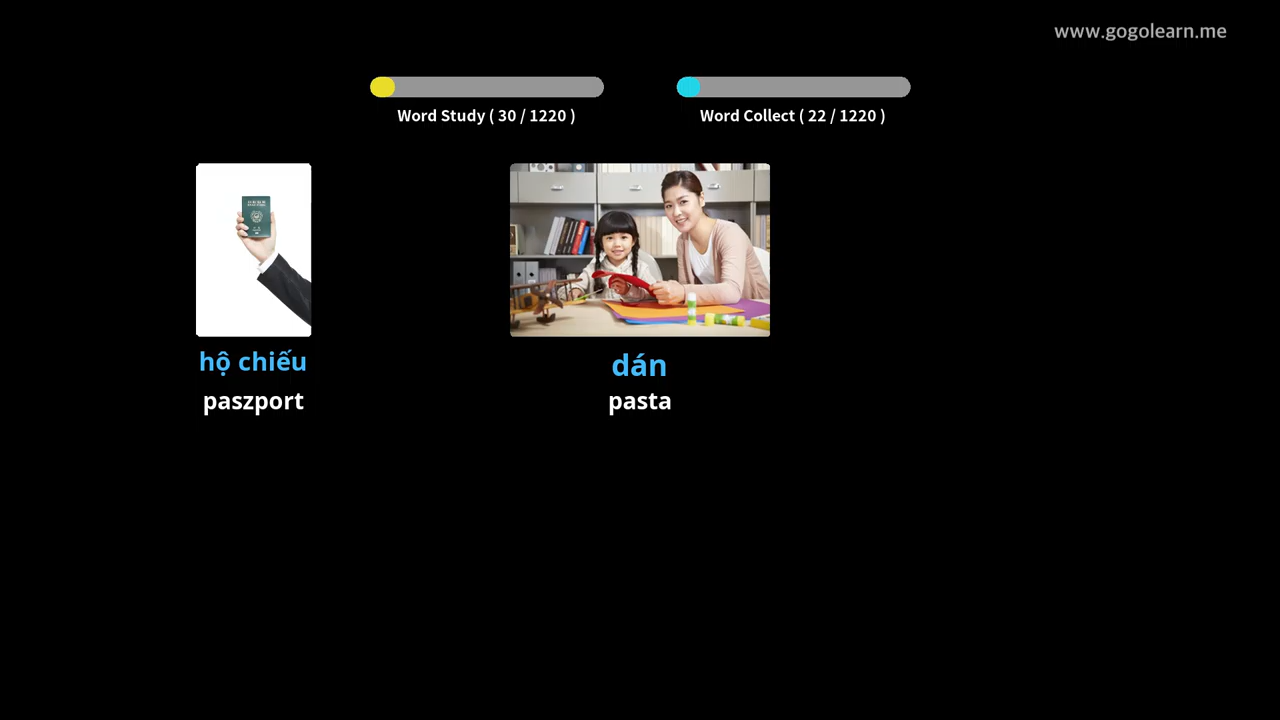 www.gogolearn.me
Word Study ( 30 / 1220 )
Word Collect ( 22 / 1220 )
hộ chiếu
paszport
dán
pasta